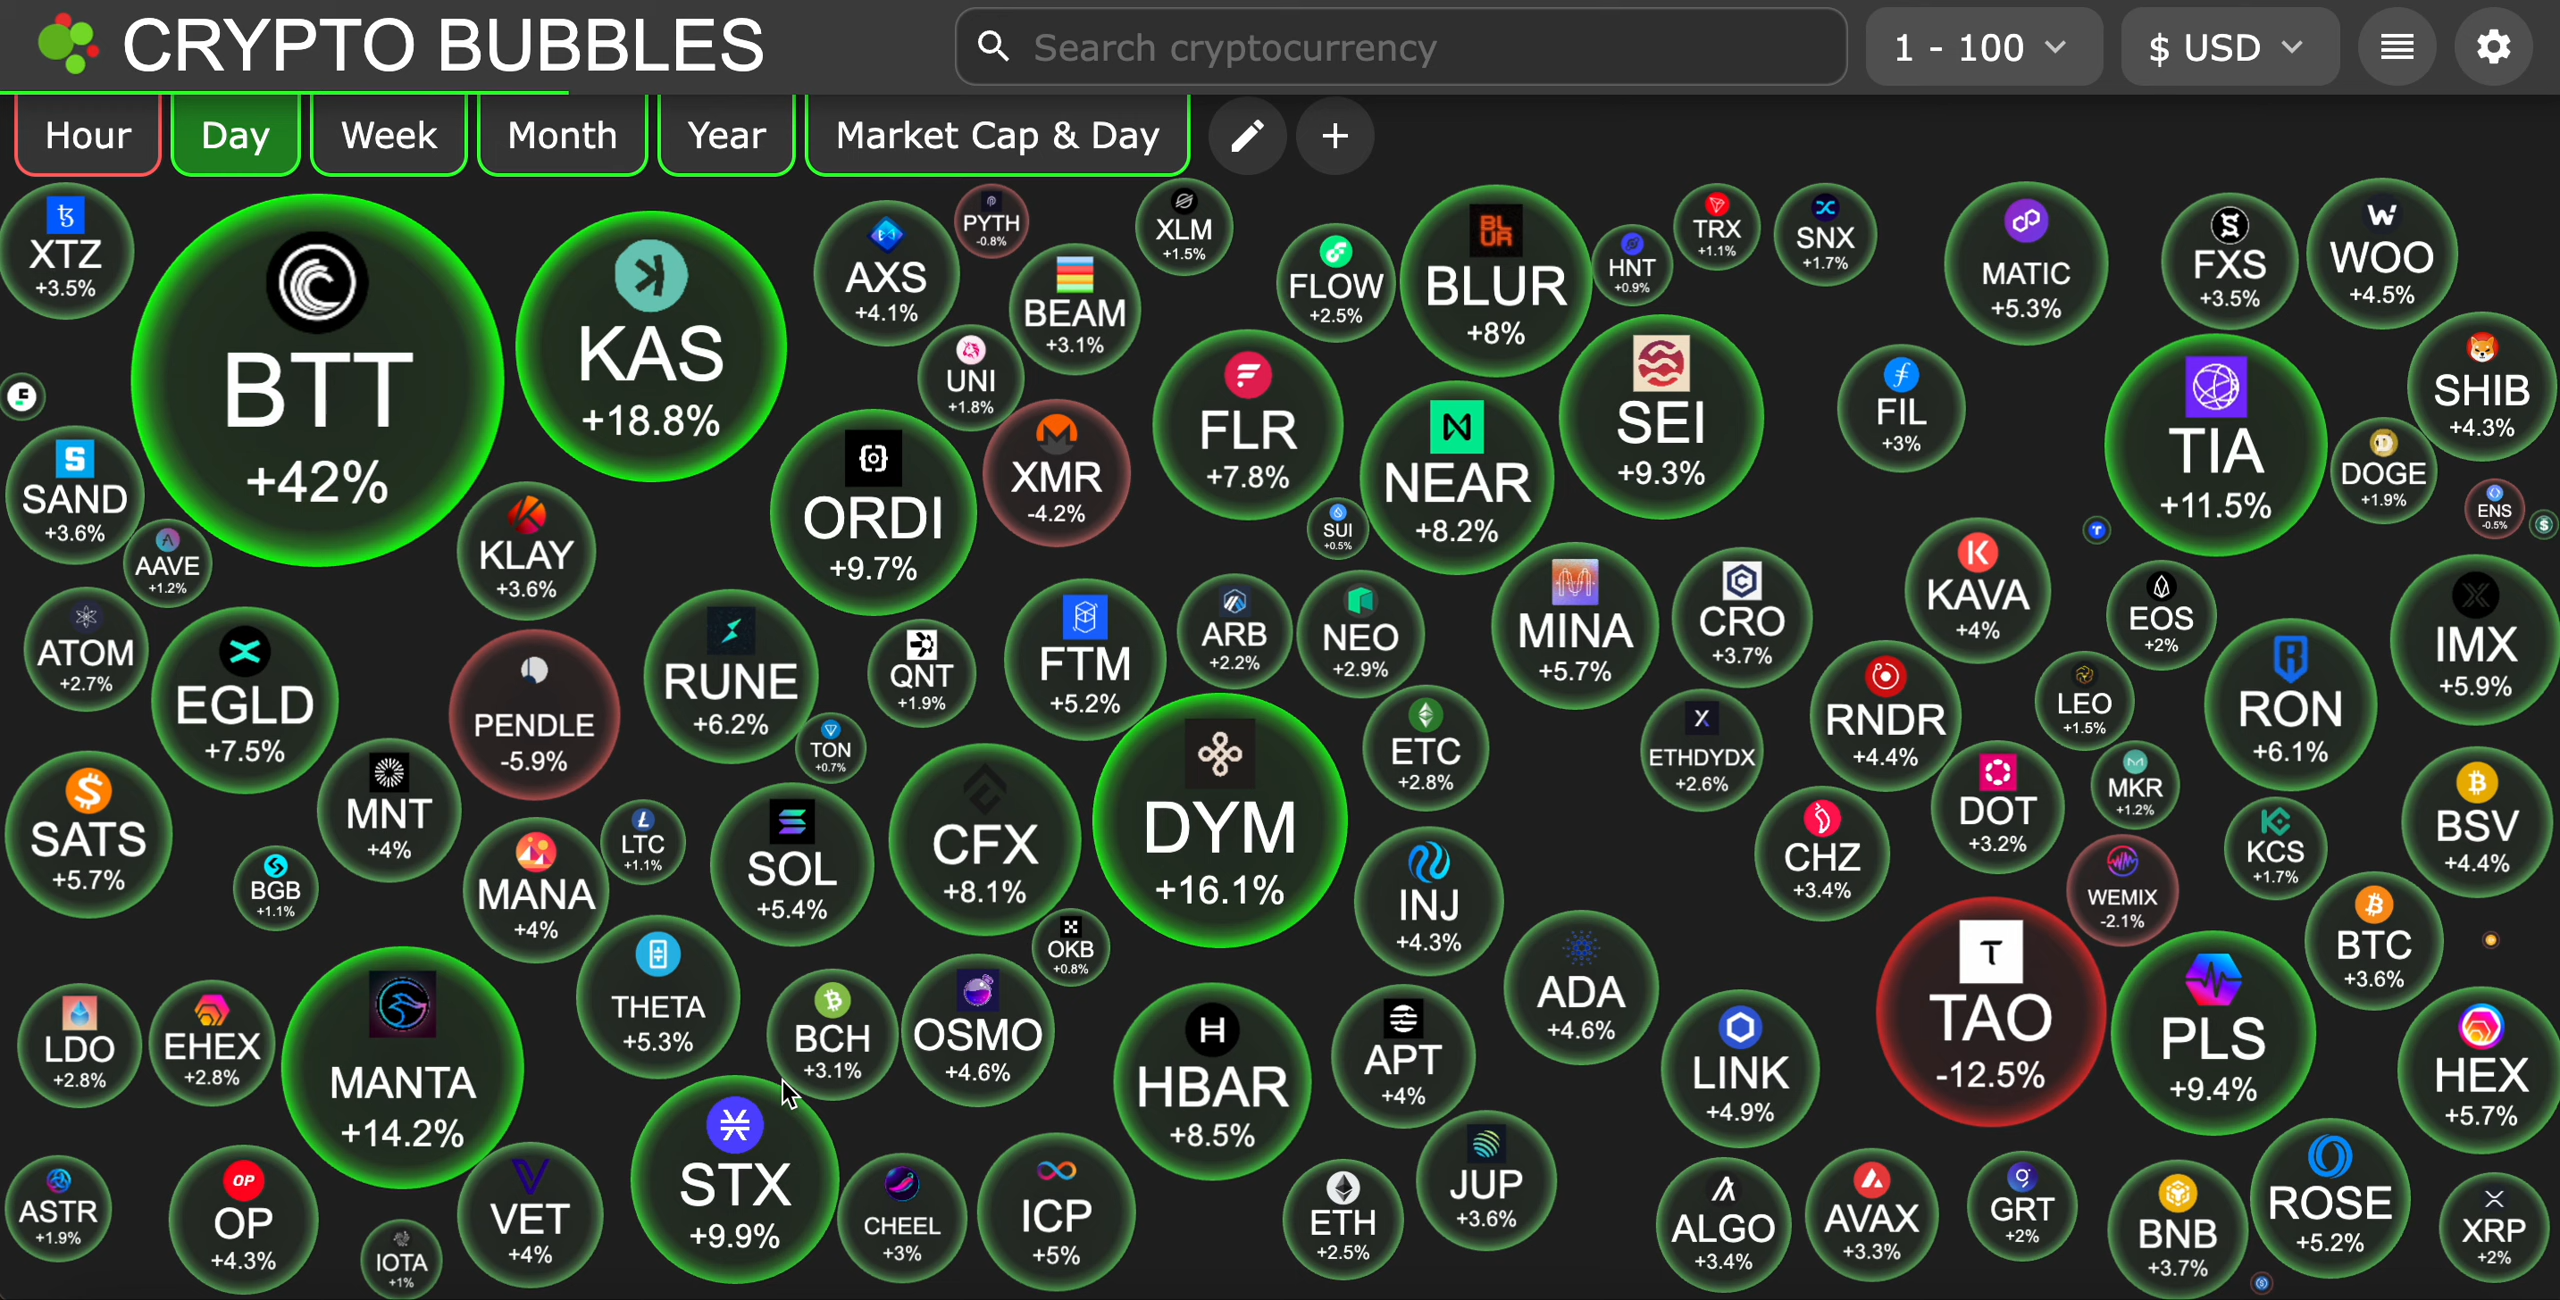 CRYPTO BUBBLES
Search cryptocurrency
1 - 100
$ USD
Hour
Day
Week
Month
Year
Market Cap & Day
XTZ
+3.5%
BTT
+42%
KAS
+18.8%
AXS
+4.1%
PYTH
-0.8%
BEAM
+3.1%
XLM
+1.5%
FLOW
+2.5%
BLUR
+8%
HNT
+0.9%
TRX
+1.1%
SNX
+1.7%
MATIC
+5.3%
FXS
+3.5%
WOO
+4.5%
UNI
+1.8%
FLR
+7.8%
SEI
+9.3%
FIL
+3%
TIA
+11.5%
SHIB
+4.3%
SAND
+3.6%
AAVE
+1.2%
KLAY
+3.6%
ORDI
+9.7%
XMR
-4.2%
SUI
+0.5%
NEAR
+8.2%
DOGE
+1.9%
ENS
-0.5%
ATOM
+2.7%
EGLD
+7.5%
PENDLE
-5.9%
RUNE
+6.2%
TON
+0.7%
QNT
+1.9%
FTM
+5.2%
ARB
+2.2%
NEO
+2.9%
MINA
+5.7%
CRO
+3.7%
KAVA
+4%
EOS
+2%
IMX
+5.9%
SATS
+5.7%
MNT
+4%
ETC
+2.8%
ETHDYDX
+2.6%
RNDR
+4.4%
LEO
+1.5%
RON
+6.1%
BGB
+1.1%
MANA
+4%
LTC
+1.1%
SOL
+5.4%
CFX
+8.1%
DYM
+16.1%
INJ
+4.3%
CHZ
+3.4%
DOT
+3.2%
MKR
+1.2%
KCS
+1.7%
BSV
+4.4%
WEMIX
-2.1%
OKB
+0.8%
BTC
+3.6%
LDO
+2.8%
EHEX
+2.8%
MANTA
+14.2%
THETA
+5.3%
BCH
+3.1%
OSMO
+4.6%
HBAR
+8.5%
APT
+4%
ADA
+4.6%
LINK
+4.9%
TAO
-12.5%
PLS
+9.4%
HEX
+5.7%
ASTR
+1.9%
OP
+4.3%
IOTA
+1%
VET
+4%
STX
+9.9%
CHEEL
+3%
ICP
+5%
ETH
+2.5%
JUP
+3.6%
ALGO
+3.4%
AVAX
+3.3%
GRT
+2%
BNB
+3.7%
ROSE
+5.2%
XRP
+2%